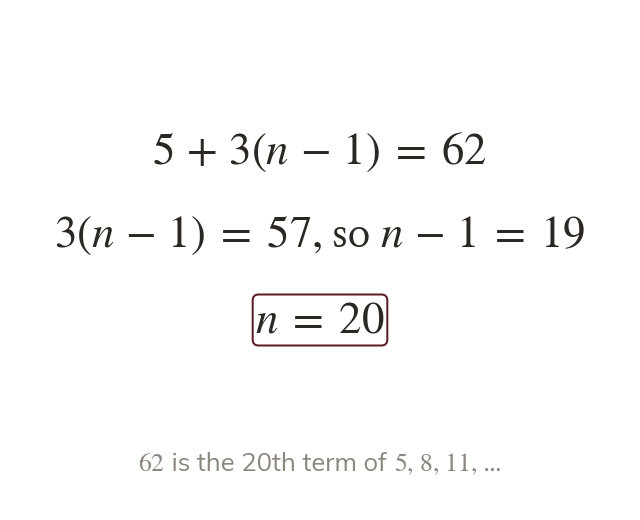 5 + 3(n − 1) = 62
3(n − 1) = 57, so n − 1 = 19
n = 20
62 is the 20th term of 5, 8, 11, ...